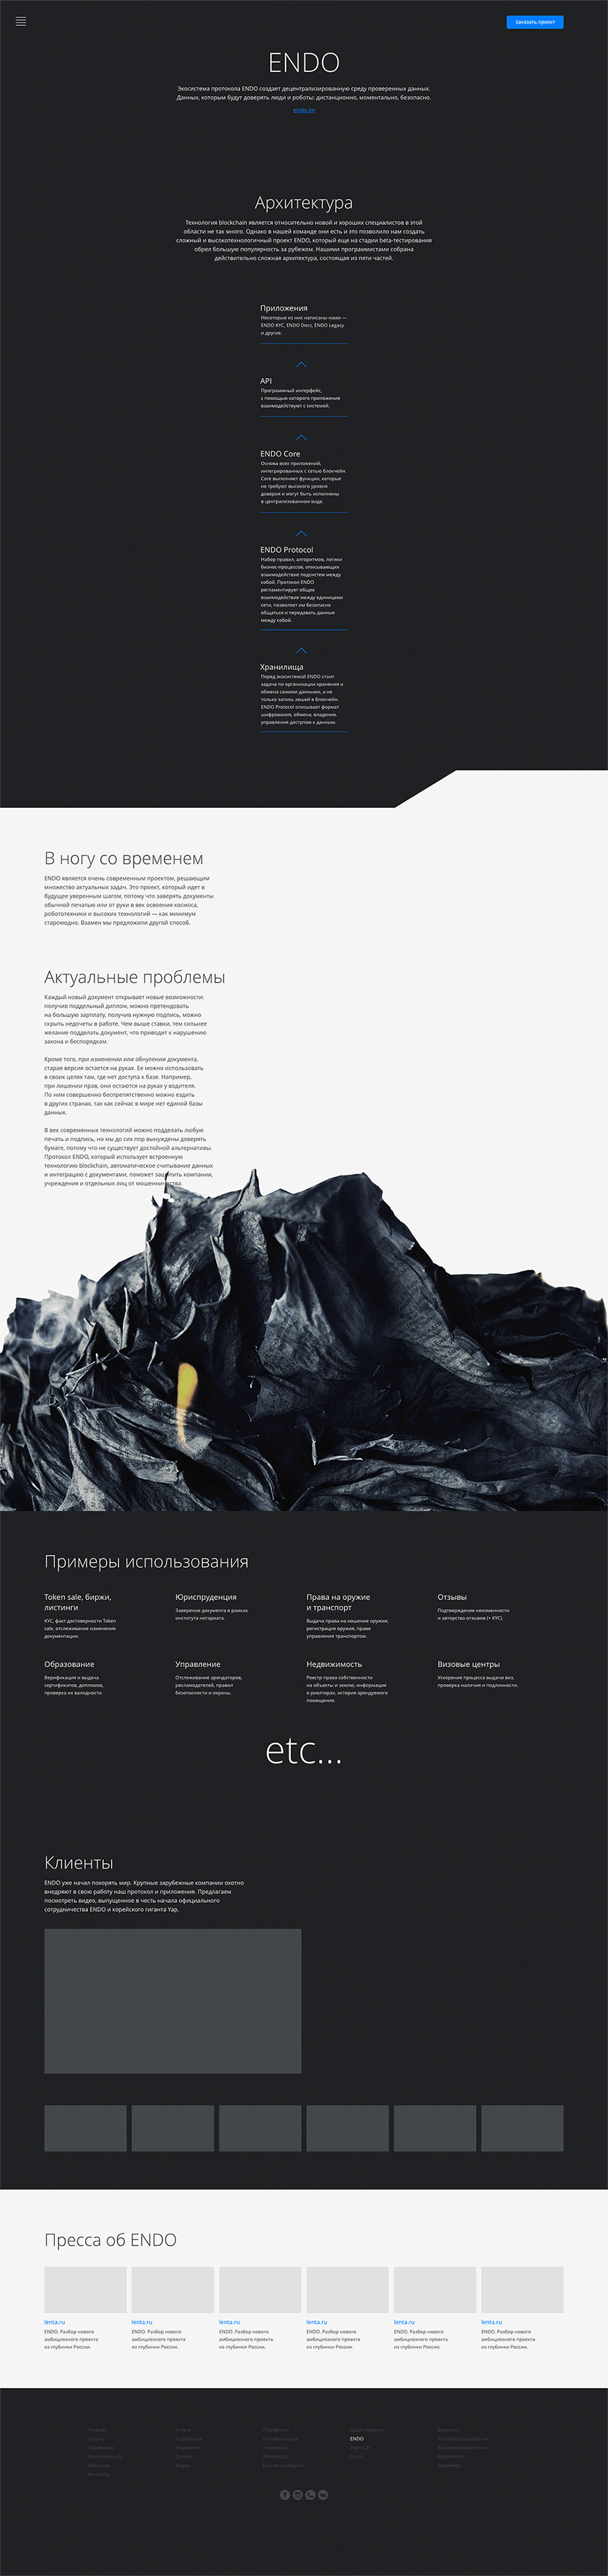 Заказать проект
ENDO
Экосистема протокола ENDO создает децентрализированную среду проверенных данных.
Данных, которым будут доверять люди и роботы: дистанционно, моментально, безопасно.
endo.im
Архитектура
Технология blockchain является относительно новой и хороших специалистов в этой
области не так много. Однако в нашей команде они есть и это позволило нам создать
сложный и высокотехнологичный проект ENDO, который еще на стадии beta-тестирования
обрел большую популярность за рубежом. Нашими программистами собрана
действительно сложная архитектура, состоящая из пяти частей.
Приложения
Некоторые из них написаны нами —
ENDO KYC, ENDO Docs, ENDO Legacy
и другие.
API
Программный интерфейс,
с помощью которого приложения
взаимодействуют с системой.
ENDO Core
Основа всех приложений,
интегрированных с сетью блокчейн.
Core выполняет функции, которые
не требуют высокого уровня
доверия и могут быть исполнены
в централизованном виде.
ENDO Protocol
Набор правил, алгоритмов, логики
бизнес-процессов, описывающих
взаимодействие подсистем между
собой. Протокол ENDO
регламентирует общее
взаимодействие между единицами
сети, позволяет им безопасно
общаться и передавать данные
между собой.
Хранилища
Перед экосистемой ENDO стоит
задача по организации хранения и
обмена самими данными, а не
только запись хешей в блокчейн.
ENDO Protocol описывает формат
шифрования, обмена, владения,
управления доступом к данным.
В ногу со временем
ENDO является очень современным проектом, решающим
множество актуальных задач. Это проект, который идет в
будущее уверенным шагом, потому что заверять документы
обычной печатью или от руки в век освоения космоса,
робототехники и высоких технологий — как минимум
старомодно. Взамен мы предложили другой способ.
Актуальные проблемы
Каждый новый документ открывает новые возможности:
получив поддельный диплом, можно претендовать
на большую зарплату, получив нужную подпись, можно
скрыть недочеты в работе. Чем выше ставки, тем сильнее
желание подделать документ, что приводит к нарушению
закона и беспорядкам.
Кроме того, при изменении или обнулении документа,
старая версия остается на руках. Ее можно использовать
в своих целях там, где нет доступа к базе. Например,
при лишении прав, они остаются на руках у водителя.
По ним совершенно беспрепятственно можно ездить
в других странах, так как сейчас в мире нет единой базы
данных.
В век современных технологий можно подделать любую
печать и подпись, но мы до сих пор вынуждены доверять
бумаге, потому что не существует достойной альтернативы.
Протокол ENDO, который использует встроенную
технологию blockchain, автоматическое считывание данных
и интеграцию с документами, поможет защитить компании,
учреждения и отдельных лиц от мошенничества.
Примеры использования
Token sale, биржи,
листинги
KYC, факт достоверности Token
sale, отслеживание изменения
документации.
Юриспруденция
Заверение документа в рамках
института нотариата.
Права на оружие
и транспорт
Выдача права на ношение оружия,
регистрация оружия, право
управления транспортом.
Отзывы
Подтверждение неизменности
и авторства отзывов (+ KYC).
Образование
Верификация и выдача
сертификатов, дипломов,
проверка их валидности.
Управление
Отслеживание арендаторов,
рекламодателей, правил
безопасности и охраны.
Недвижимость
Реестр права собственности
на объекты и землю, информация
о риелторах, история арендуемого
помещения.
Визовые центры
Ускорение процесса выдачи виз,
проверка наличия и подлинности.
etc...
Клиенты
ENDO уже начал покорять мир. Крупные зарубежные компании охотно
внедряют в свою работу наш протокол и приложения. Предлагаем
посмотреть видео, выпущенное в честь начала официального
сотрудничества ENDO и корейского гиганта Yap.
Пресса об ENDO
lenta.ru
ENDO. Разбор нового
амбициозного проекта
из глубинки России.
lenta.ru
ENDO. Разбор нового
амбициозного проекта
из глубинки России.
lenta.ru
ENDO. Разбор нового
амбициозного проекта
из глубинки России.
lenta.ru
ENDO. Разбор нового
амбициозного проекта
из глубинки России.
lenta.ru
ENDO. Разбор нового
амбициозного проекта
из глубинки России
lenta.ru
ENDO. Разбор нового
амбициозного проекта
из глубинки России.
ENDO